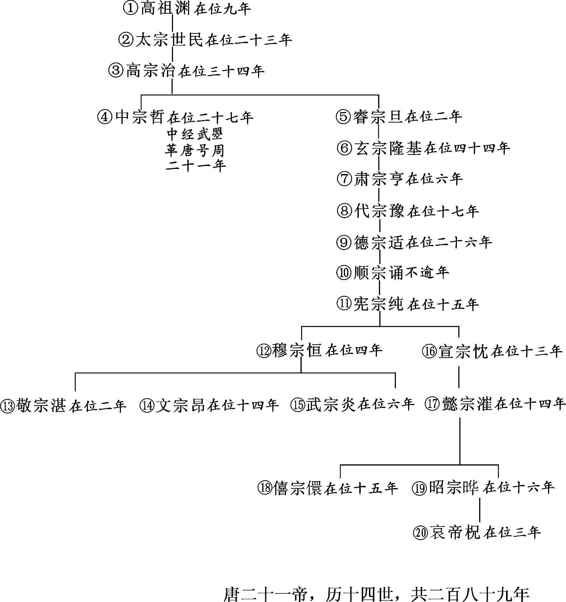 ①高祖渊在位九年
②太宗世民在位二十三年
③高宗治在位三十四年
④中宗哲在位二十七年
中经武曌
革唐号周
二十一年
⑤睿宗旦在位二年
⑥玄宗隆基在位四十四年
⑦肃宗亨在位六年
⑧代宗豫在位十七年
⑨德宗适在位二十六年
⑩顺宗诵不逾年
⑪宪宗纯在位十五年
⑫穆宗恒在位四年
⑯宣宗忱在位十三年
⑬敬宗湛在位二年
⑭文宗昂在位十四年
⑮武宗炎在位六年
⑰懿宗漼在位十四年
⑱僖宗儇在位十五年
⑲昭宗晔在位十六年
⑳哀帝柷在位三年
唐二十一帝，历十四世，共二百八十九年